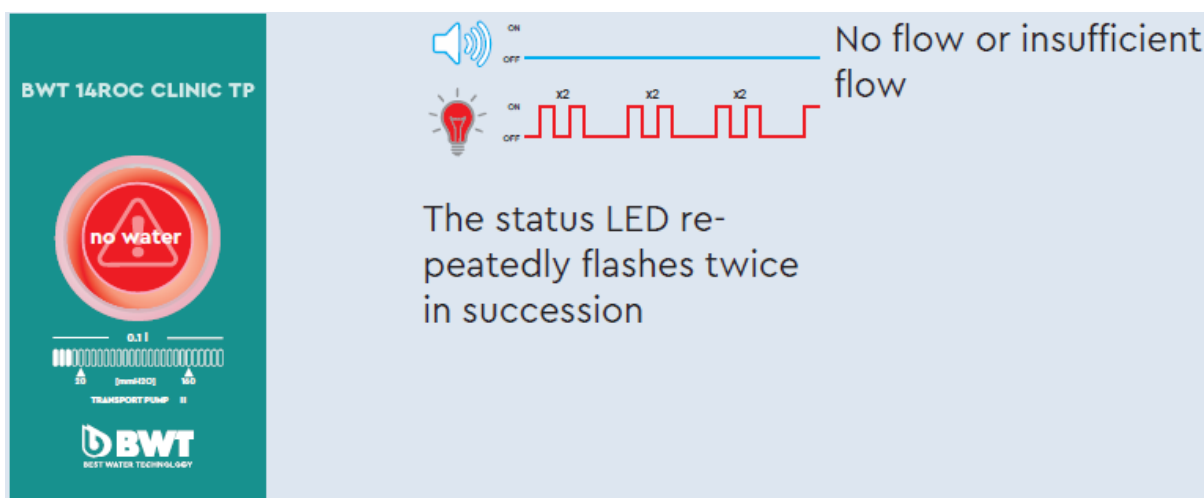 BWT 14ROC CLINIC TP
no water
0.1 l
20 [mmH2O] 160
TRANSPORT PUMP II
BWT
BEST WATER TECHNOLOGY
ON
OFF
x2 x2 x2
ON
OFF
The status LED re-
peatedly flashes twice
in succession
No flow or insufficient
flow